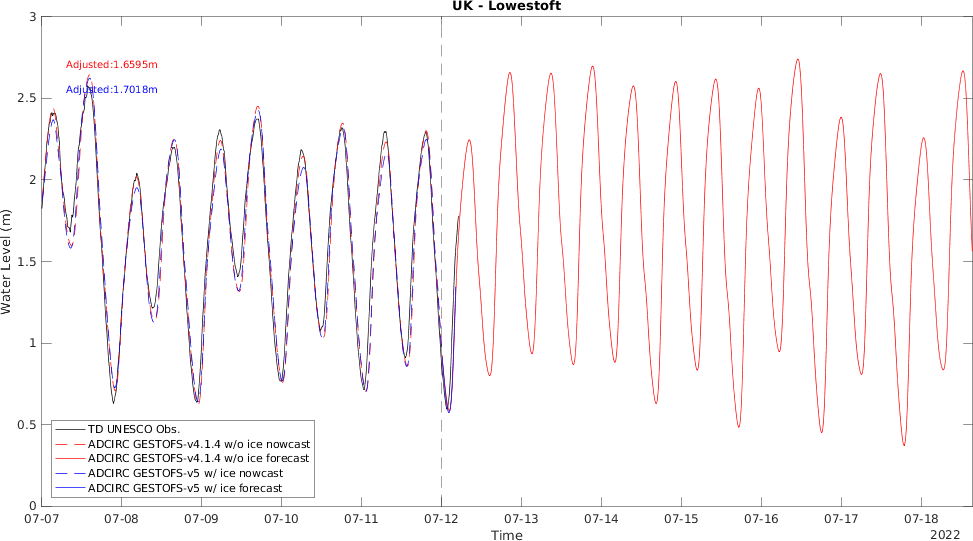 UK - Lowestoft
3
Adjusted:1.6595m
Adjusted:1.7018m
2.5
2
1.5
1
0.5
0
Water Level (m)
TD UNESCO Obs.
ADCIRC GESTOFS-v4.1.4 w/o ice nowcast
ADCIRC GESTOFS-v4.1.4 w/o ice forecast
ADCIRC GESTOFS-v5 w/ ice nowcast
ADCIRC GESTOFS-v5 w/ ice forecast
07-07 07-08 07-09 07-10 07-11 07-12 07-13 07-14 07-15 07-16 07-17 07-18
Time
2022